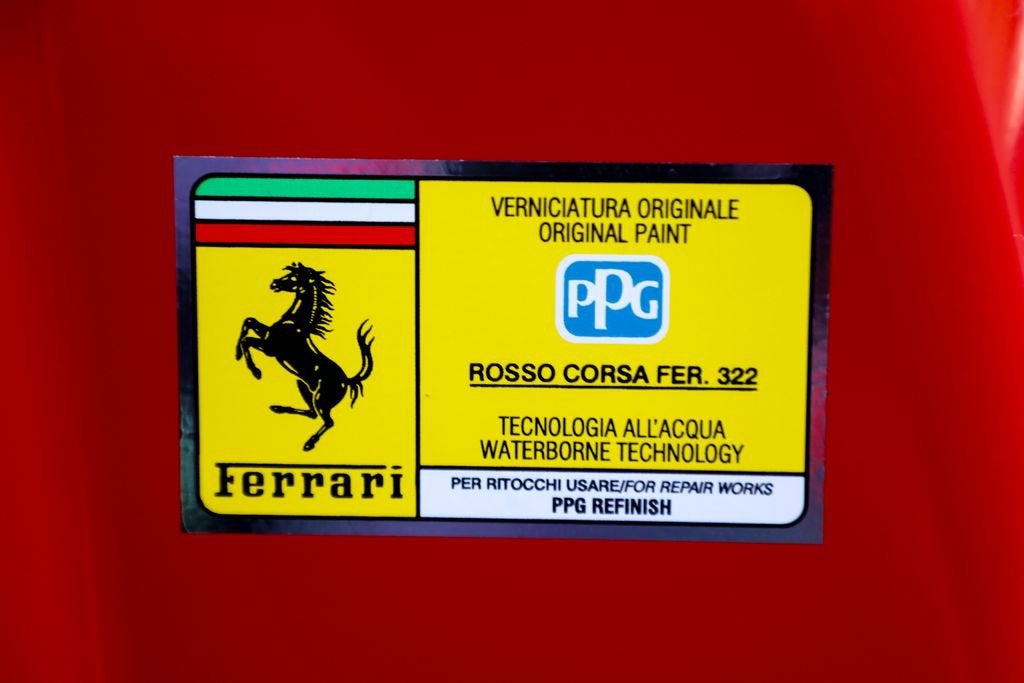 Ferrari
VERNICIATURA ORIGINALE
ORIGINAL PAINT
PPG
ROSSO CORSA FER. 322
TECNOLOGIA ALL'ACQUA
WATERBORNE TECHNOLOGY
PER RITOCCHI USARE/FOR REPAIR WORKS
PPG REFINISH